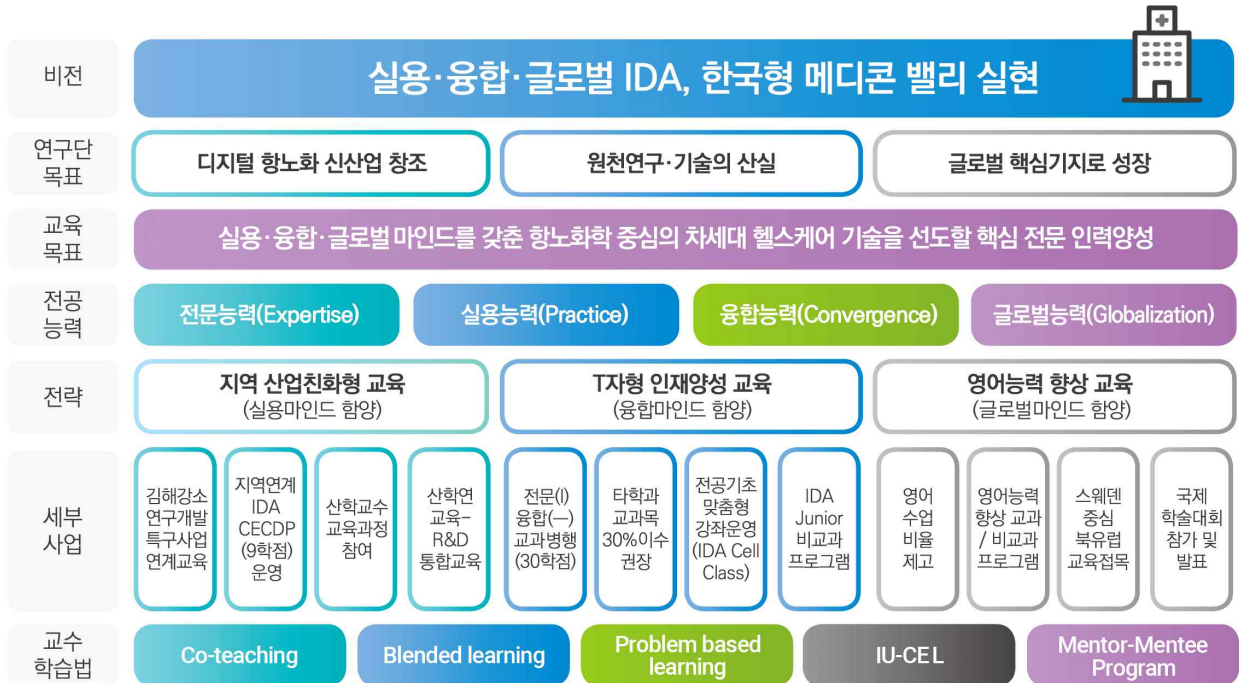 비전
실용·융합·글로벌 IDA, 한국형 메디콘 밸리 실현
연구단
목표
디지털 항노화 신산업 창조
원천연구·기술의 산실
글로벌 핵심기지로 성장
교육
목표
실용·융합·글로벌 마인드를 갖춘 항노화학 중심의 차세대 헬스케어 기술을 선도할 핵심 전문 인력양성
전공
능력
전문능력(Expertise)
실용능력(Practice)
융합능력(Convergence)
글로벌능력(Globalization)
전략
지역 산업친화형 교육
(실용마인드 함양)
T자형 인재양성 교육
(융합마인드 함양)
영어능력 향상 교육
(글로벌마인드 함양)
세부
사업
김해강소
연구개발
특구사업
연계교육
지역연계
IDA
CECDP
(9학점)
운영
산학교수
교육과정
참여
산학연
교육-
R&D
통합교육
전문(I)
융합(ㅡ)
교과병행
(30학점)
타학과
교과목
30%이수
권장
전공기초
맞춤형
강좌운영
(IDA Cell
Class)
IDA
Junior
비교과
프로그램
영어
수업
비율
제고
영어능력
향상 교과
/ 비교과
프로그램
스웨덴
중심
북유럽
교육접목
국제
학술대회
참가 및
발표
교수
학습법
Co-teaching
Blended learning
Problem based
learning
IU-CEL
Mentor-Mentee
Program